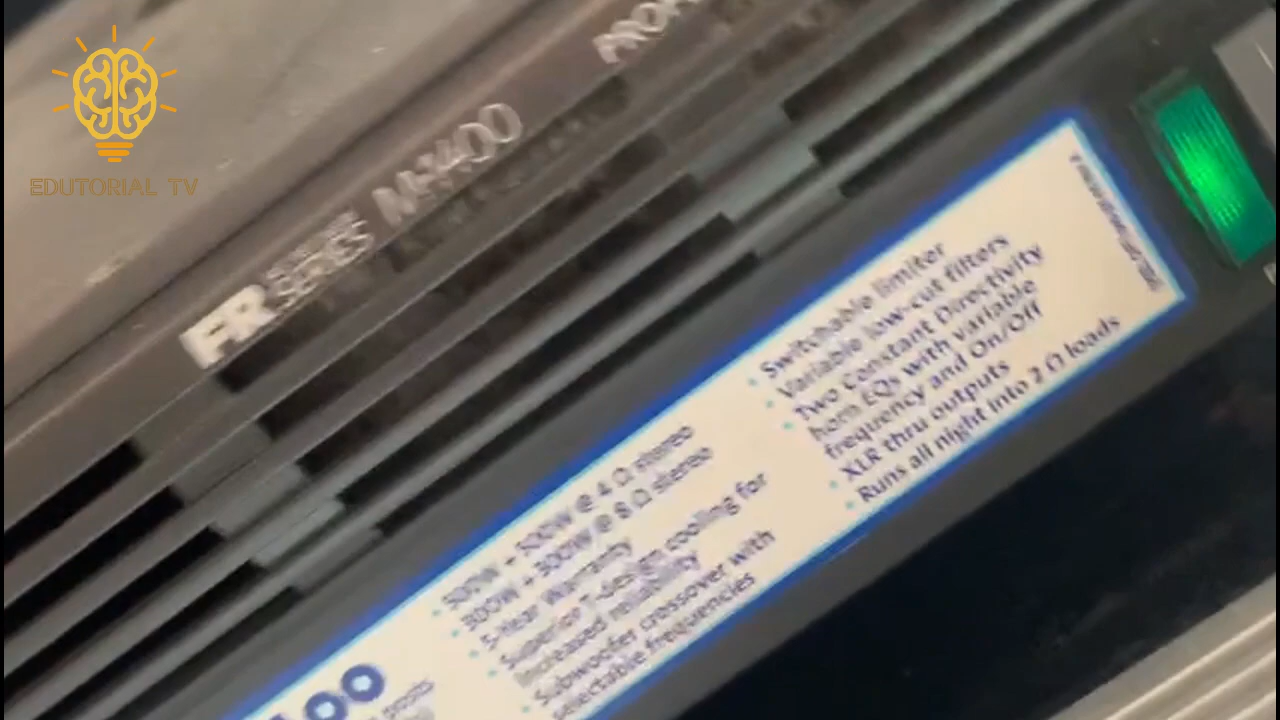 EDUTORIAL TV
FR SERIES M•1400
500W + 500W @ 4 Ω stereo
300W + 300W @ 8 Ω stereo
5-Year Warranty
Superior T-design cooling for
increased reliability
Subwoofer crossover with
selectable frequencies
Switchable limiter
Variable low-cut filters
Two Constant Directivity
horn EQs with variable
frequency and On/Off
XLR thru outputs
Runs all night into 2 Ω loads